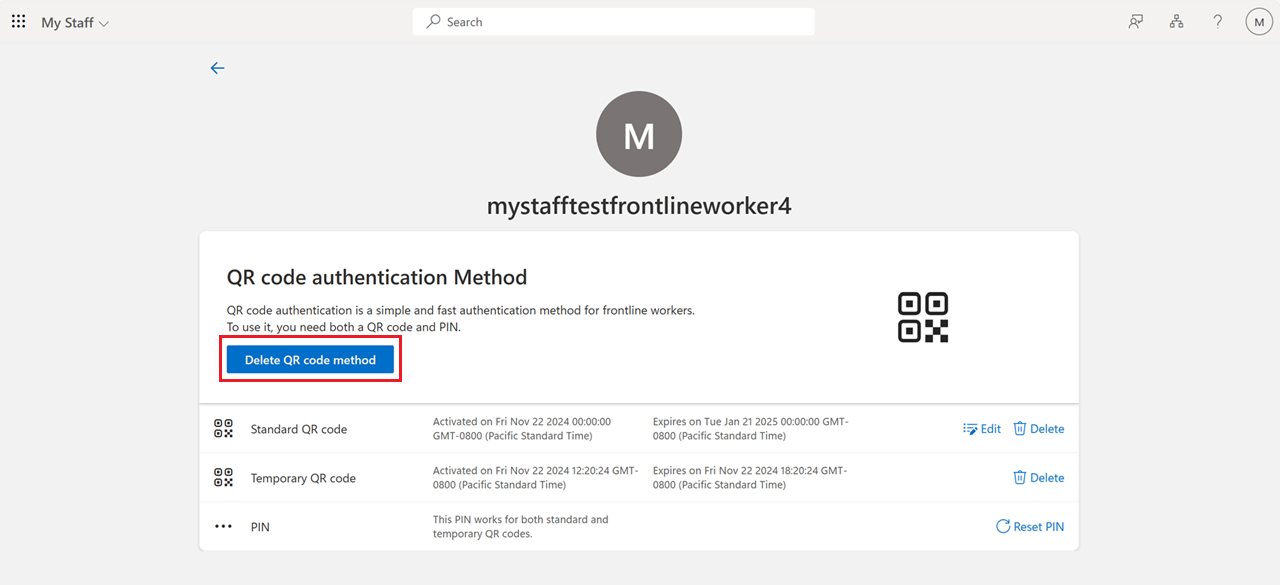 My Staff
Search
M
M
mystafftestfrontlineworker4
QR code authentication Method
QR code authentication is a simple and fast authentication method for frontline workers.
To use it, you need both a QR code and PIN.
Delete QR code method
Standard QR code
Activated on Fri Nov 22 2024 00:00:00
GMT-0800 (Pacific Standard Time)
Expires on Tue Jan 21 2025 00:00:00 GMT-
0800 (Pacific Standard Time)
Edit
Delete
Temporary QR code
Activated on Fri Nov 22 2024 12:20:24 GMT-
0800 (Pacific Standard Time)
Expires on Fri Nov 22 2024 18:20:24 GMT-
0800 (Pacific Standard Time)
Delete
PIN
This PIN works for both standard and
temporary QR codes.
Reset PIN